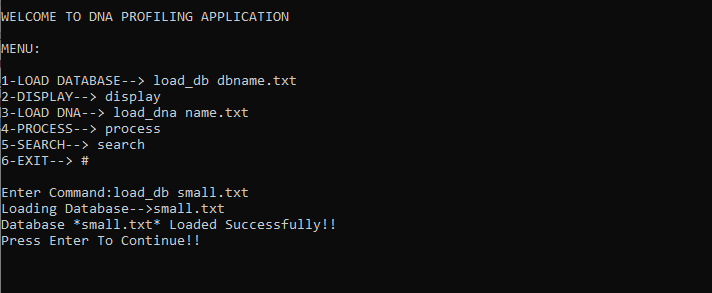 WELCOME TO DNA PROFILING APPLICATION
MENU:
1-LOAD DATABASE--> load_db dbname.txt
2-DISPLAY--> display
3-LOAD DNA--> load_dna name.txt
4-PROCESS--> process
5-SEARCH--> search
6-EXIT--> #
Enter Command:load_db small.txt
Loading Database-->small.txt
Database *small.txt* Loaded Successfully!!
Press Enter To Continue!!